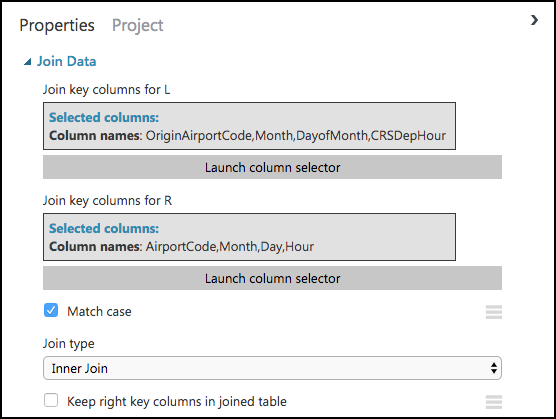 Properties Project
Join Data
Join key columns for L
Selected columns:
Column names: OriginAirportCode,Month,DayofMonth,CRSDepHour
Launch column selector
Join key columns for R
Selected columns:
Column names: AirportCode,Month,Day,Hour
Launch column selector
Match case
Join type
Inner Join
Keep right key columns in joined table